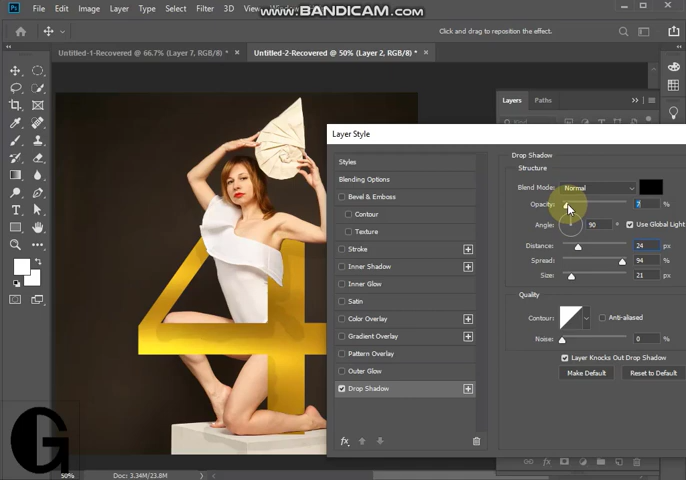 Ps File Edit Image Layer Type Select Filter 3D View
www.BANDICAM.com
Click and drag to reposition the effect.
Untitled-1-Recovered @ 66.7% (Layer 7, RGB/8) * × Untitled-2-Recovered @ 50% (Layer 2, RGB/8) * ×
Layers Paths
Layer Style
Styles
Blending Options
Bevel & Emboss
Contour
Texture
Stroke
Inner Shadow
Inner Glow
Satin
Color Overlay
Gradient Overlay
Pattern Overlay
Outer Glow
Drop Shadow
fx
Drop Shadow
Structure
Blend Mode: Normal
Opacity: 7 %
Angle: 90 ° Use Global Light
Distance: 24 px
Spread: 94 %
Size: 21 px
Quality
Contour: Anti-aliased
Noise: 0 %
Layer Knocks Out Drop Shadow
Make Default Reset to Default
4
G
50% Doc: 3.34M/23.8M